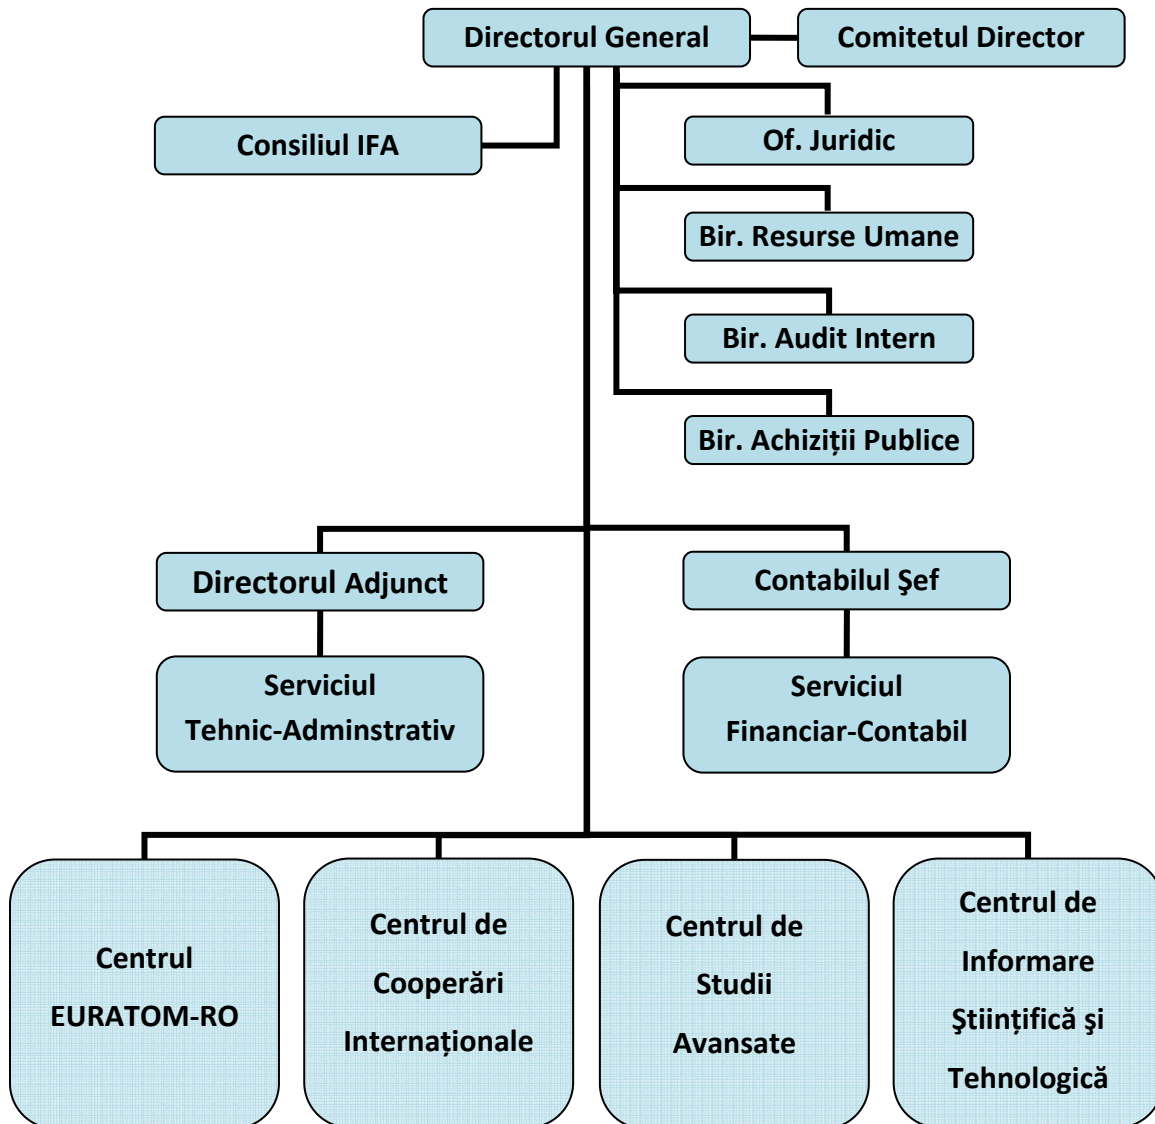 Directorul General
Comitetul Director
Consiliul IFA
Of. Juridic
Bir. Resurse Umane
Bir. Audit Intern
Bir. Achiziții Publice
Directorul Adjunct
Contabilul Şef
Serviciul
Tehnic-Adminstrativ
Serviciul
Financiar-Contabil
Centrul
EURATOM-RO
Centrul de
Cooperări
Internaționale
Centrul de
Studii
Avansate
Centrul de
Informare
Ştiințifică şi
Tehnologică